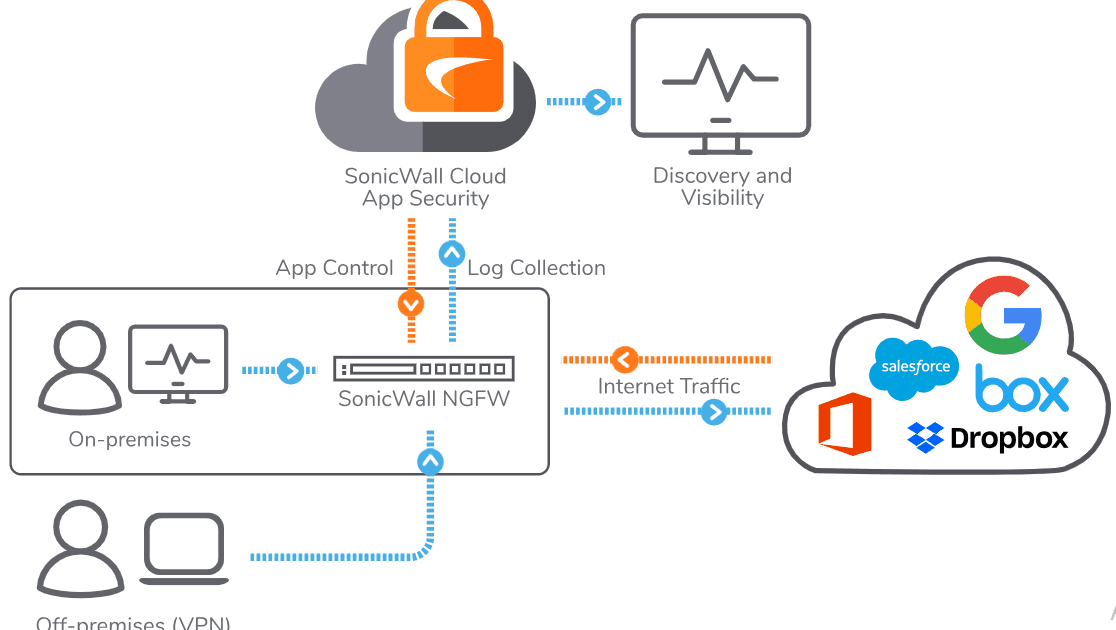 SonicWall Cloud
App Security
Discovery and
Visibility
App Control
Log Collection
salesforce
box
Dropbox
Internet Traffic
SonicWall NGFW
On-premises
Off-premises (VPN)